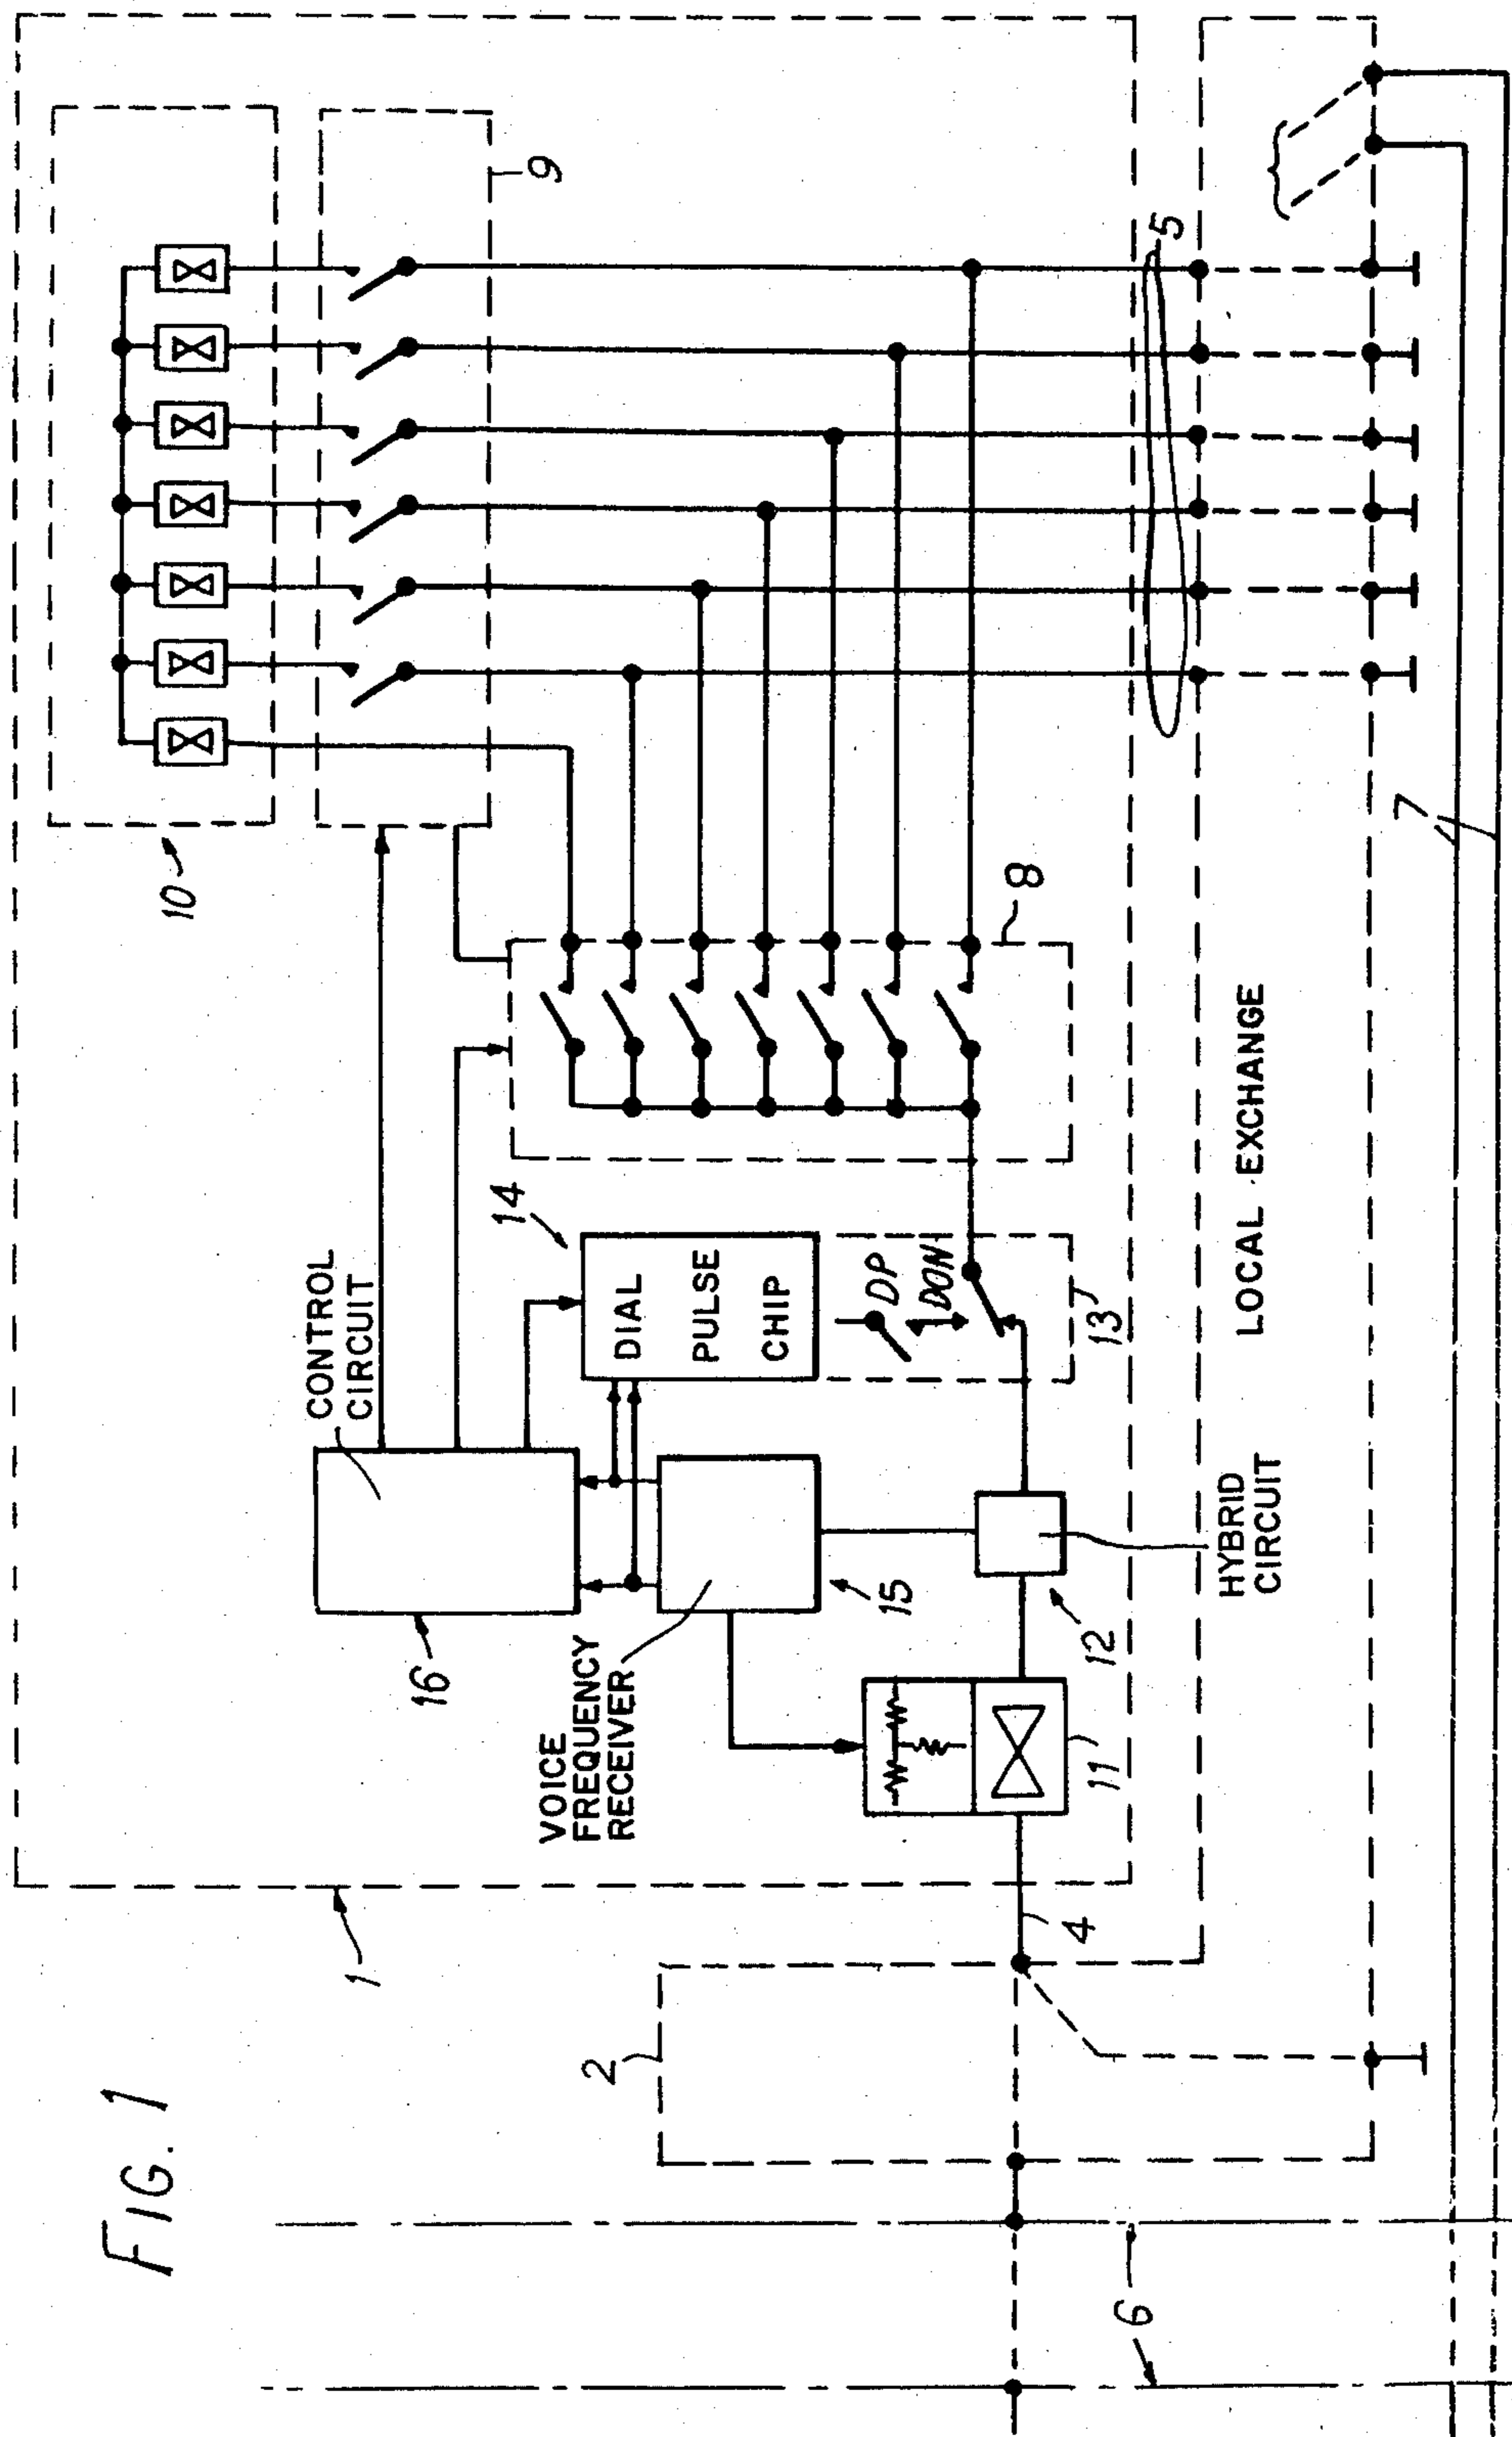 FIG. 1
1
2
4
5
6
7
8
9
10
11
12
13
14
15
16
CONTROL
CIRCUIT
VOICE
FREQUENCY
RECEIVER
DIAL
PULSE
CHIP
DP
DON
HYBRID
CIRCUIT
LOCAL EXCHANGE